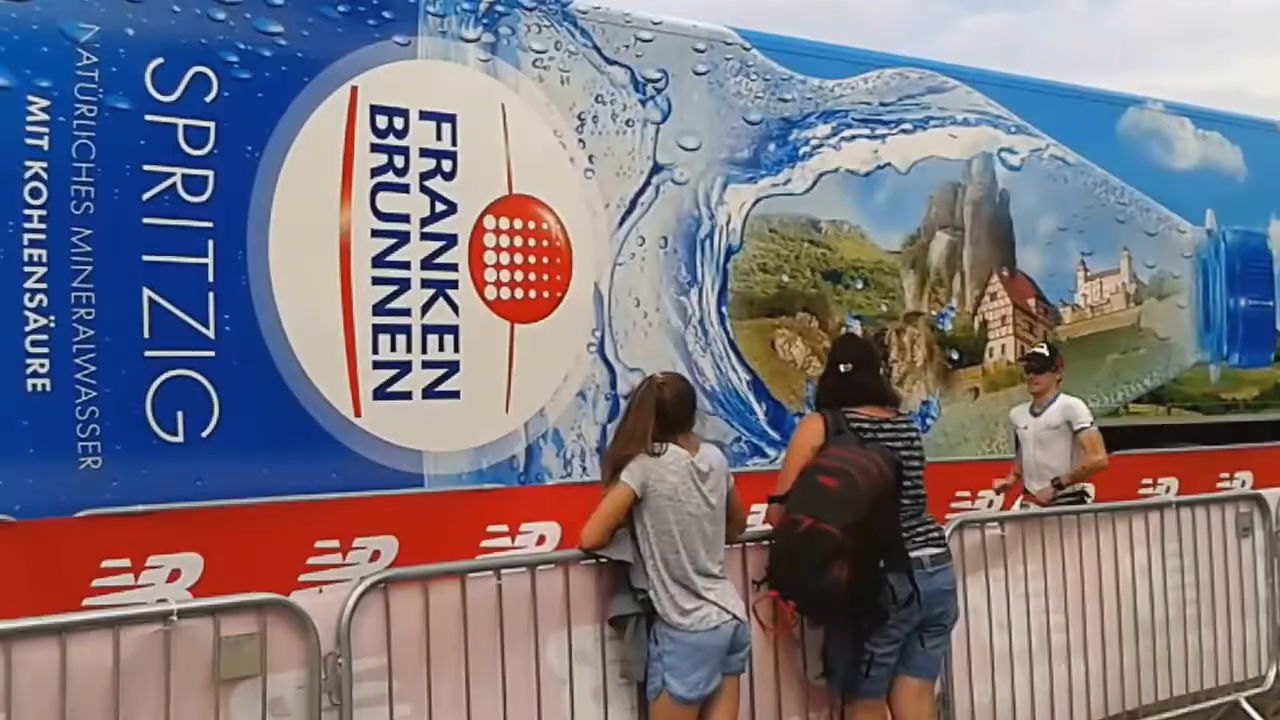 FRANKEN
BRUNNEN
SPRITZIG
NATÜRLICHES MINERALWASSER
MIT KOHLENSÄURE